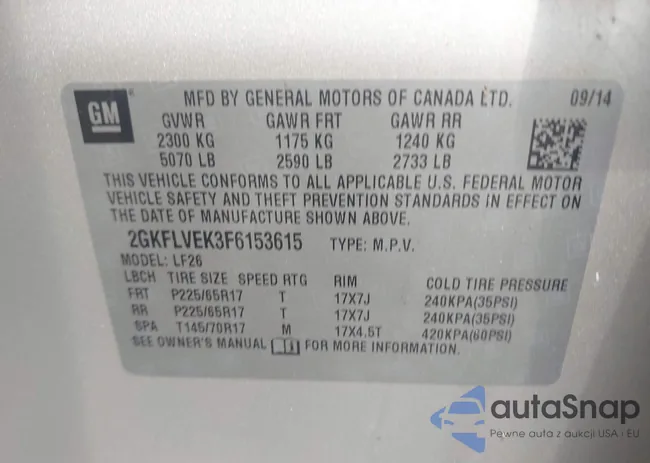 GM
MFD BY GENERAL MOTORS OF CANADA LTD. 09/14
GVWR GAWR FRT GAWR RR
2300 KG 1175 KG 1240 KG
5070 LB 2590 LB 2733 LB
THIS VEHICLE CONFORMS TO ALL APPLICABLE U.S. FEDERAL MOTOR
VEHICLE SAFETY AND THEFT PREVENTION STANDARDS IN EFFECT ON
THE DATE OF MANUFACTURE SHOWN ABOVE.
2GKFLVEK3F6153615 TYPE: M.P.V.
MODEL: LF26
LBCH TIRE SIZE SPEED RTG RIM COLD TIRE PRESSURE
FRT P225/65R17 T 17X7J 240KPA(35PSI)
RR P225/65R17 T 17X7J 240KPA(35PSI)
SPA T145/70R17 M 17X4.5T 420KPA(60PSI)
SEE OWNER'S MANUAL FOR MORE INFORMATION.
autaSnap
Pewne auta z aukcji USA i EU